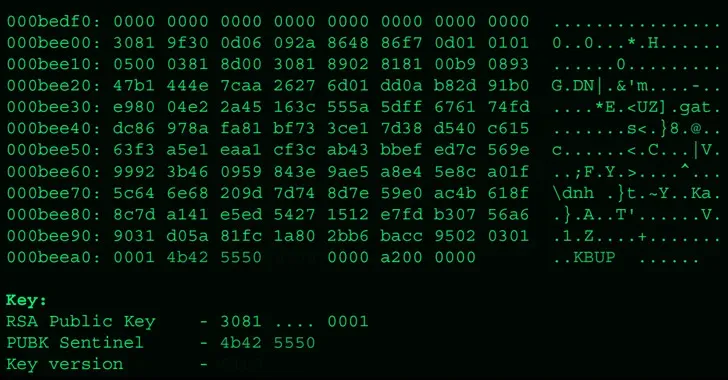 000bedf0: 0000 0000 0000 0000 0000 0000 0000 0000 ................
000bee00: 3081 9f30 0d06 092a 8648 86f7 0d01 0101 0..0...*.H......
000bee10: 0500 0381 8d00 3081 8902 8181 00b9 0893 ......0.........
000bee20: 47b1 444e 7caa 2627 6d01 dd0a b82d 91b0 G.DN|.&'m....-..
000bee30: e980 04e2 2a45 163c 555a 5dff 6761 74fd ....*E.<UZ].gat.
000bee40: dc86 978a fa81 bf73 3ce1 7d38 d540 c615 .......s<.}8.@..
000bee50: 63f3 a5e1 eaa1 cf3c ab43 bbef ed7c 569e c......<.C...|V.
000bee60: 9992 3b46 0959 843e 9ae5 a8e4 5e8c a01f ..;F.Y.>....^...
000bee70: 5c64 6e68 209d 7d74 8d7e 59e0 ac4b 618f \dnh .}t.~Y..Ka.
000bee80: 8c7d a141 e5ed 5427 1512 e7fd b307 56a6 .}.A..T'......V.
000bee90: 9031 d05a 81fc 1a80 2bb6 bacc 9502 0301 .1.Z....+.......
000beea0: 0001 4b42 5550 0000 a200 0000 ..KBUP ......
Key:
RSA Public Key - 3081 .... 0001
PUBK Sentinel - 4b42 5550
Key version -